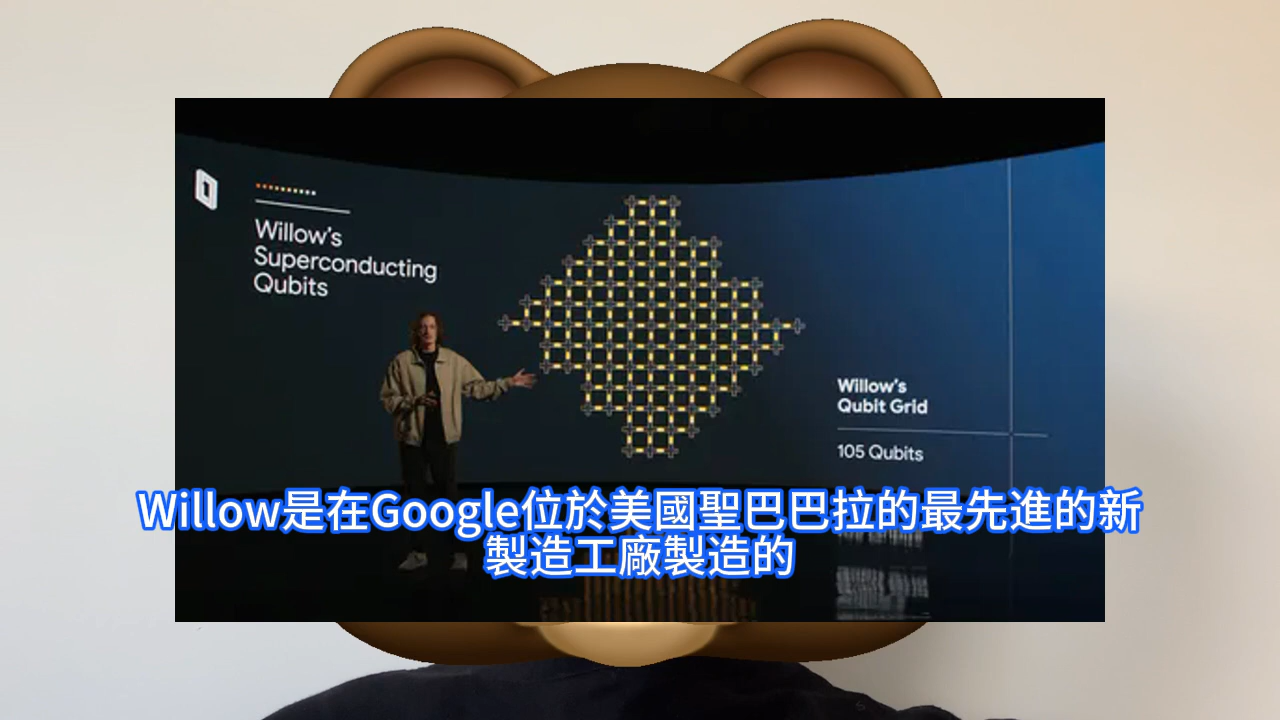 Willow's
Superconducting
Qubits
Willow's
Qubit Grid
105 Qubits
Willow是在Google位於美國聖巴巴拉的最先進的新
製造工廠製造的